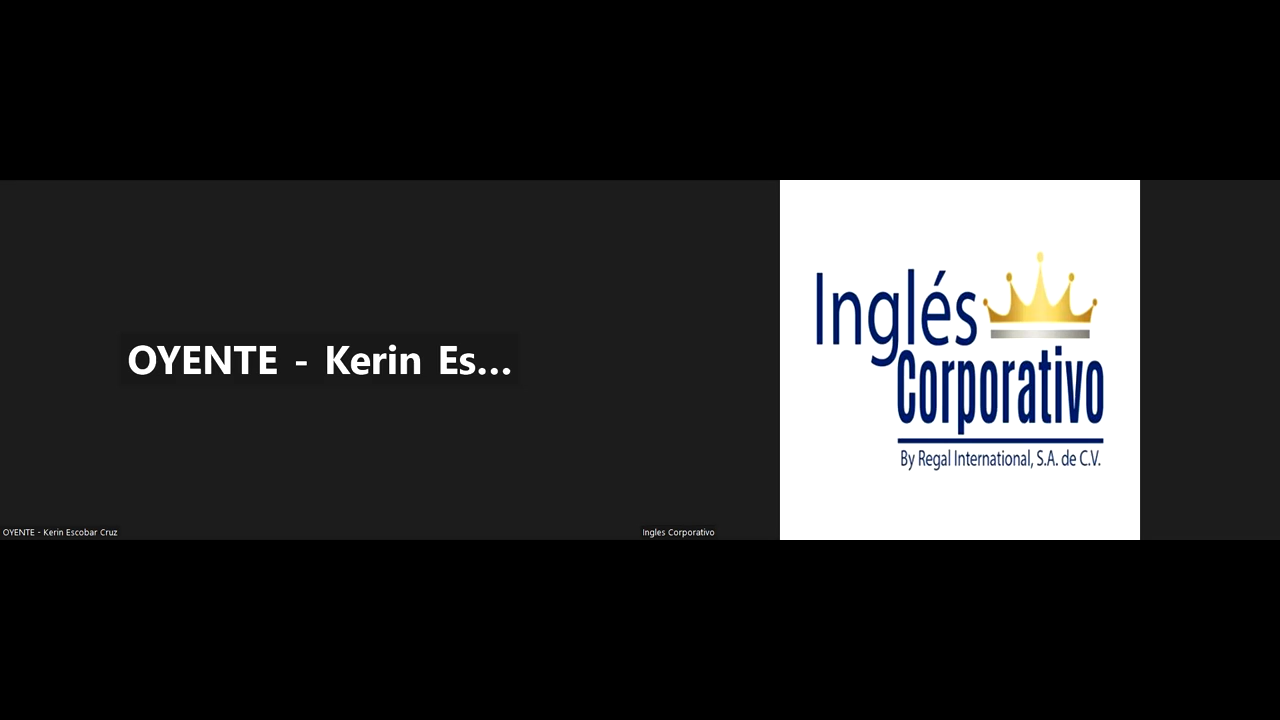 OYENTE - Kerin Es...
OYENTE - Kerin Escobar Cruz
Inglés
Corporativo
By Regal International, S.A. de C.V.
Ingles Corporativo